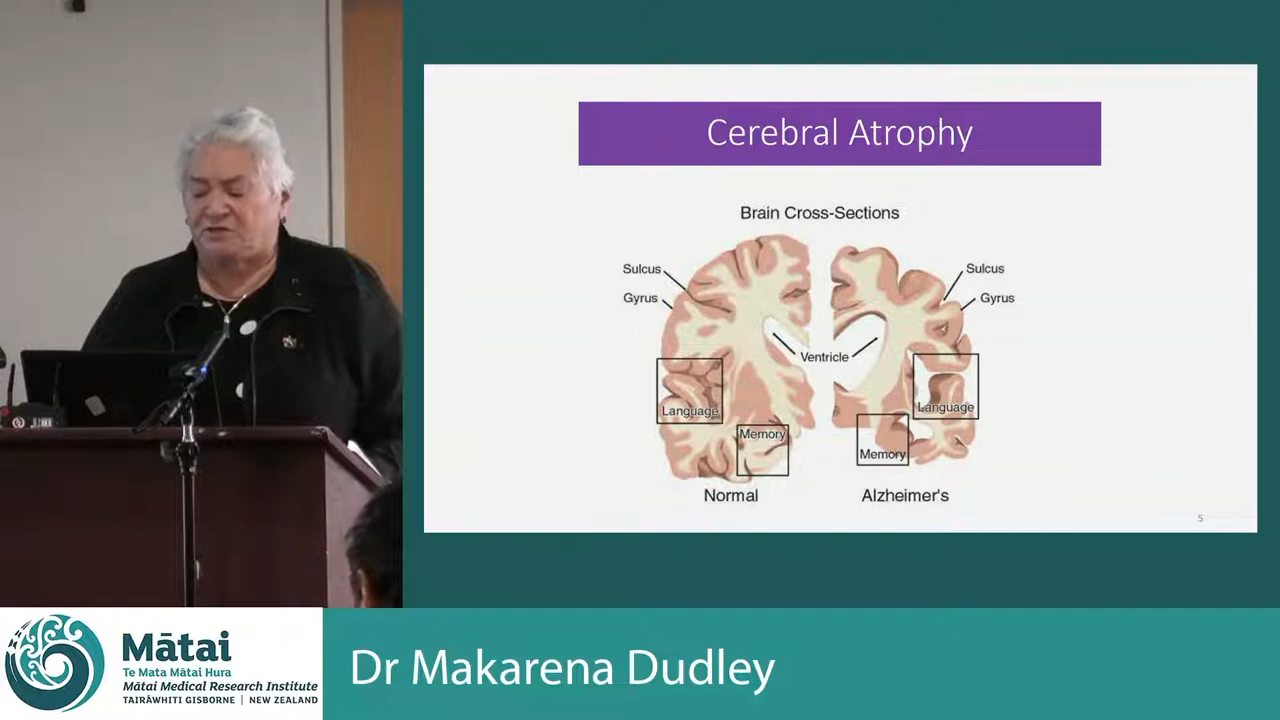 Cerebral Atrophy
Brain Cross-Sections
Sulcus
Gyrus
Sulcus
Gyrus
Ventricle
Language
Memory
Language
Memory
Normal
Alzheimer's
5
Mātai
Te Mata Mātai Hura
Mātai Medical Research Institute
TAIRĀWHITI GISBORNE | NEW ZEALAND
Dr Makarena Dudley